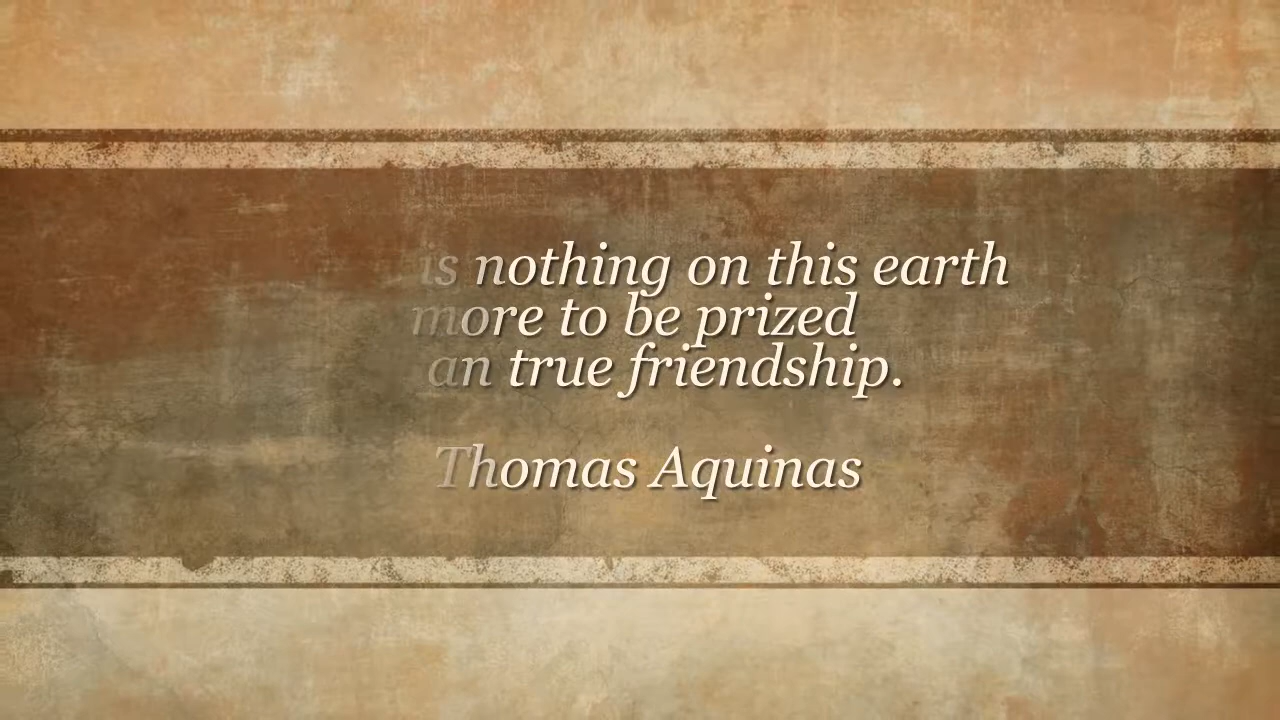 is nothing on this earth
more to be prized
an true friendship.
Thomas Aquinas